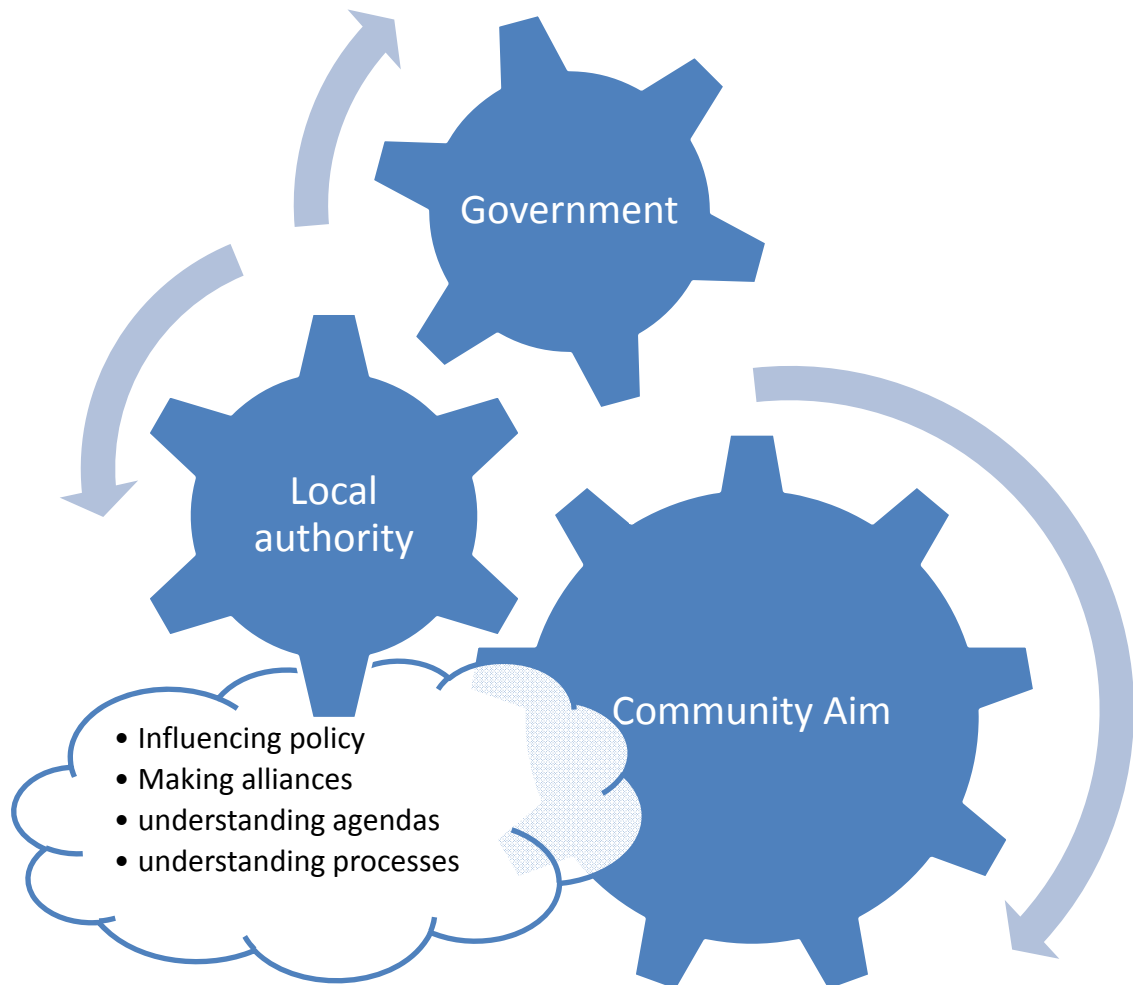 Government
Local
authority
Community Aim
• Influencing policy
• Making alliances
• understanding agendas
• understanding processes